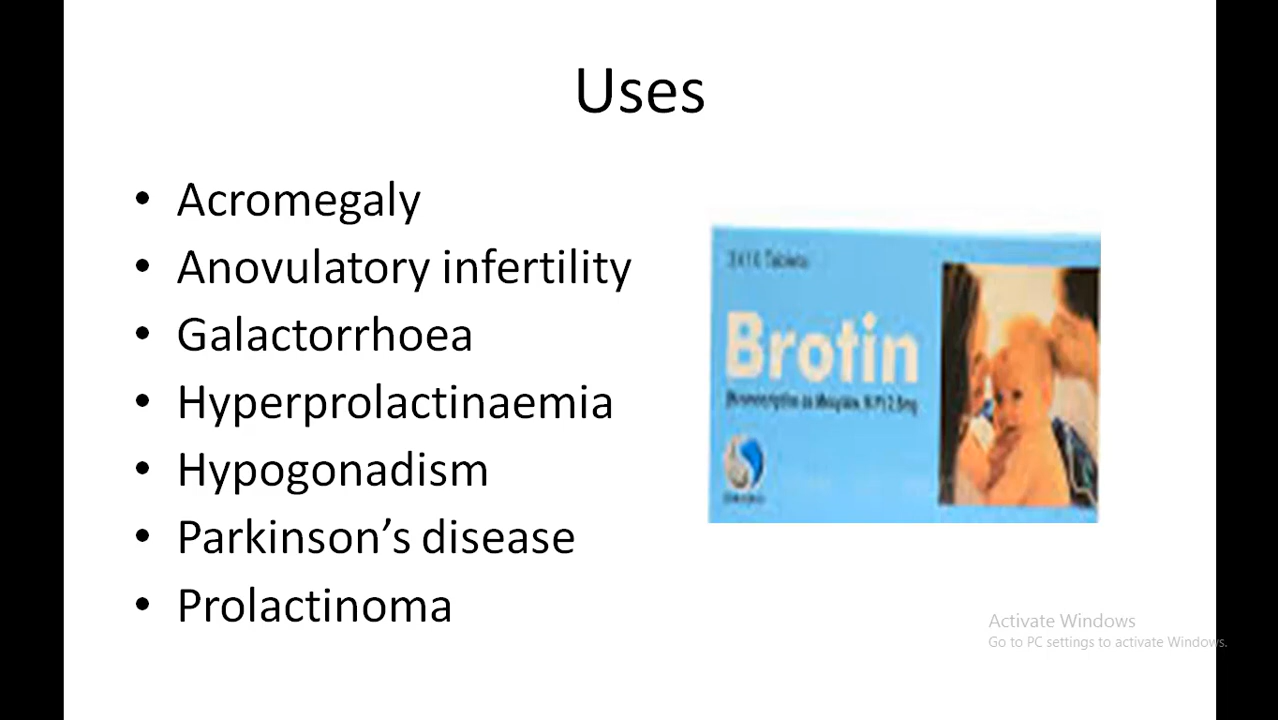 Uses
• Acromegaly
• Anovulatory infertility
• Galactorrhoea
• Hyperprolactinaemia
• Hypogonadism
• Parkinson’s disease
• Prolactinoma
Tablets
Brotin
Activate Windows
Go to PC settings to activate Windows.